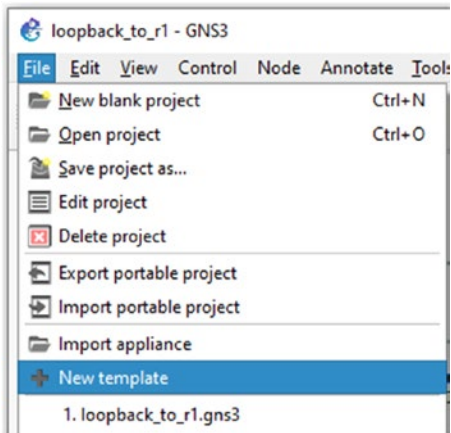 loopback_to_r1 - GNS3
File Edit View Control Node Annotate Tools
New blank project Ctrl+N
Open project Ctrl+O
Save project as...
Edit project
Delete project
Export portable project
Import portable project
Import appliance
New template
1. loopback_to_r1.gns3